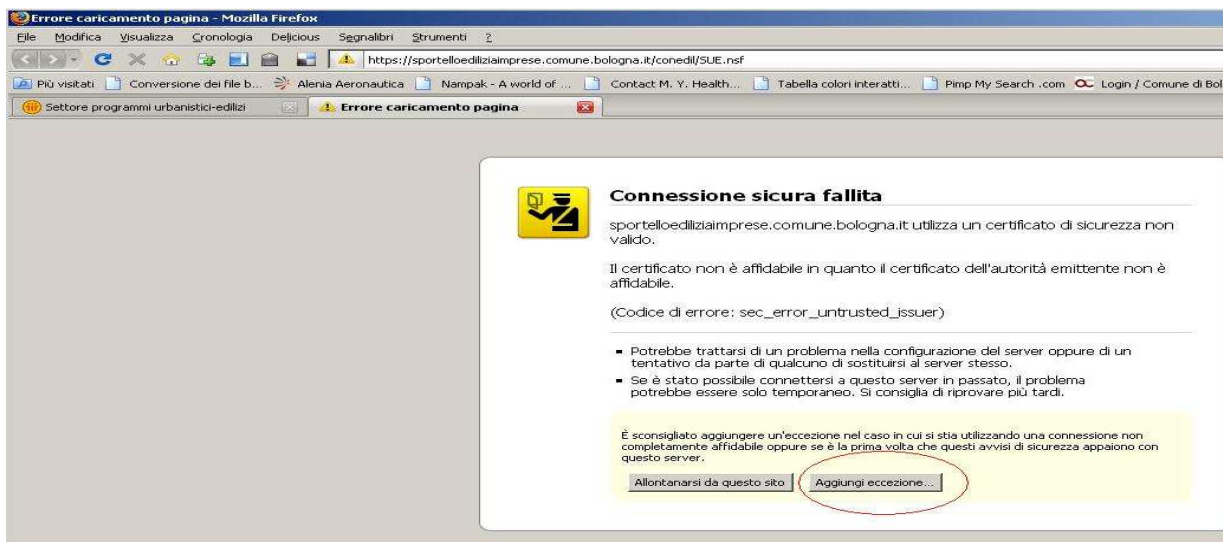 Errore caricamento pagina - Mozilla Firefox
File Modifica Visualizza Cronologia Delicious Segnalibri Strumenti ?
https://sportelloediliziaimprese.comune.bologna.it/conedil/SUE.nsf
Più visitati Conversione dei file b... Alenia Aeronautica Nampak - A world of ... Contact M. Y. Health... Tabella colori interatti... Pimp My Search .com Login / Comune di Bol
Settore programmi urbanistici-edilizi Errore caricamento pagina
Connessione sicura fallita
sportelloediliziaimprese.comune.bologna.it utilizza un certificato di sicurezza non
valido.
Il certificato non è affidabile in quanto il certificato dell'autorità emittente non è
affidabile.
(Codice di errore: sec_error_untrusted_issuer)
▪ Potrebbe trattarsi di un problema nella configurazione del server oppure di un
tentativo da parte di qualcuno di sostituirsi al server stesso.
▪ Se è stato possibile connettersi a questo server in passato, il problema
potrebbe essere solo temporaneo. Si consiglia di riprovare più tardi.
È sconsigliato aggiungere un'eccezione nel caso in cui si stia utilizzando una connessione non
completamente affidabile oppure se è la prima volta che questi avvisi di sicurezza appaiono con
questo server.
Allontanarsi da questo sito Aggiungi eccezione...